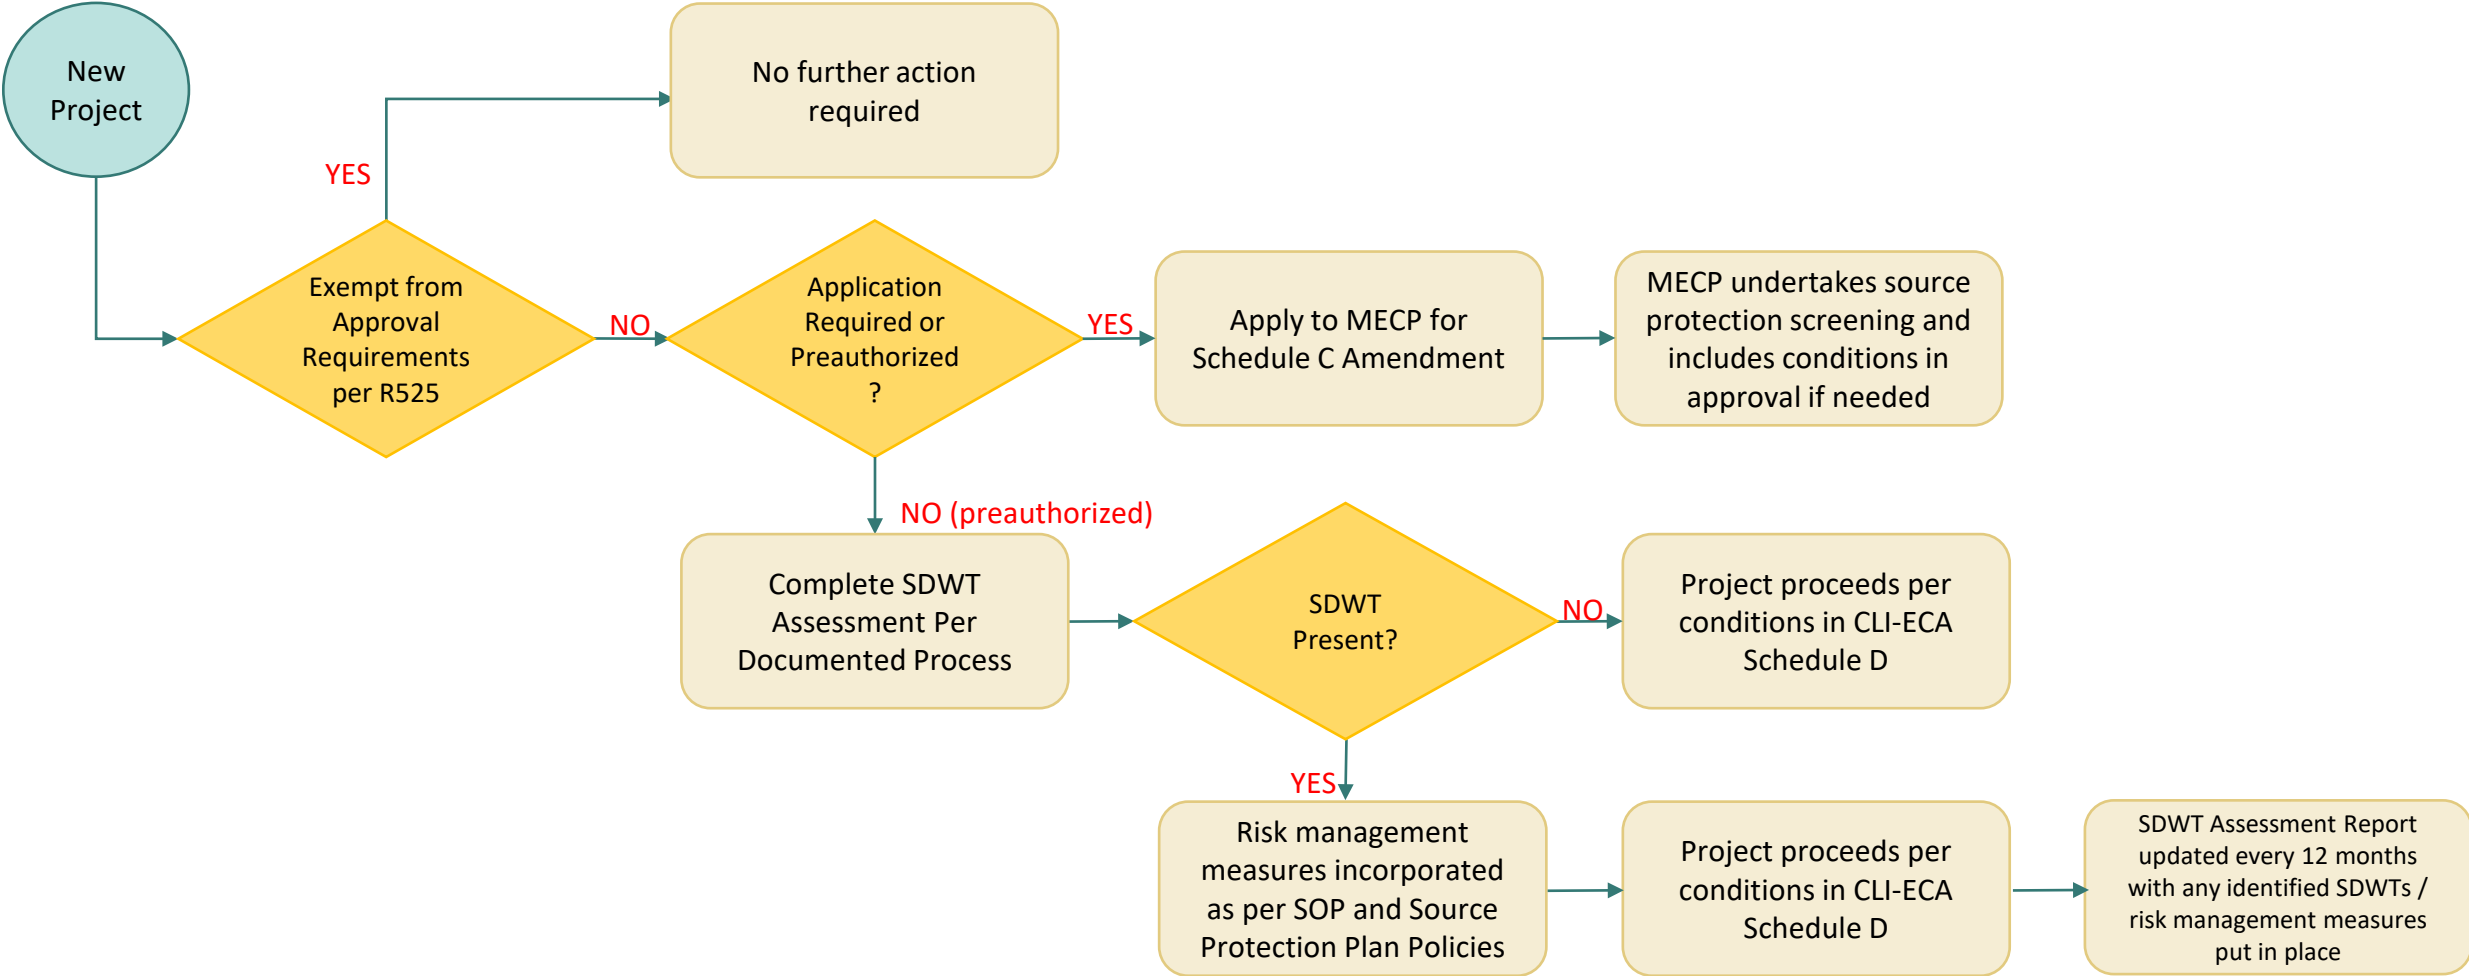 New
Project
No further action
required
YES
Exempt from
Approval
Requirements
per R525
NO
Application
Required or
Preauthorized
?
YES
Apply to MECP for
Schedule C Amendment
MECP undertakes source
protection screening and
includes conditions in
approval if needed
NO (preauthorized)
Complete SDWT
Assessment Per
Documented Process
SDWT
Present?
NO
Project proceeds per
conditions in CLI-ECA
Schedule D
YES
Risk management
measures incorporated
as per SOP and Source
Protection Plan Policies
Project proceeds per
conditions in CLI-ECA
Schedule D
SDWT Assessment Report
updated every 12 months
with any identified SDWTs /
risk management measures
put in place